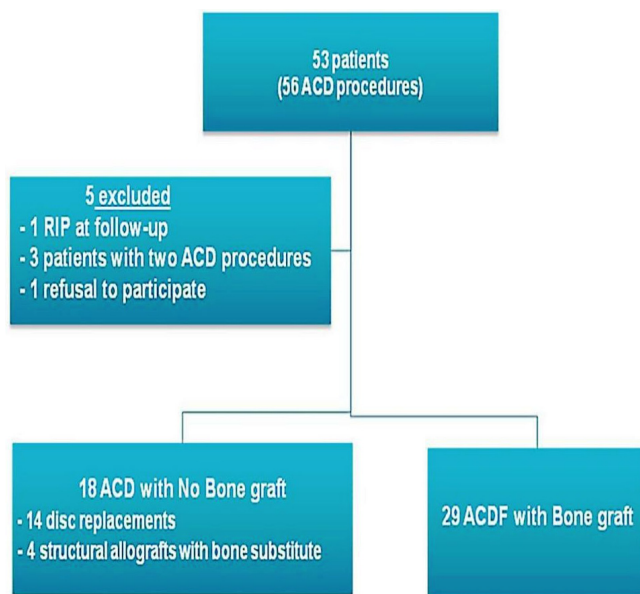 53 patients
(56 ACD procedures)
5 excluded
- 1 RIP at follow-up
- 3 patients with two ACD procedures
- 1 refusal to participate
18 ACD with No Bone graft
- 14 disc replacements
- 4 structural allografts with bone substitute
29 ACDF with Bone graft